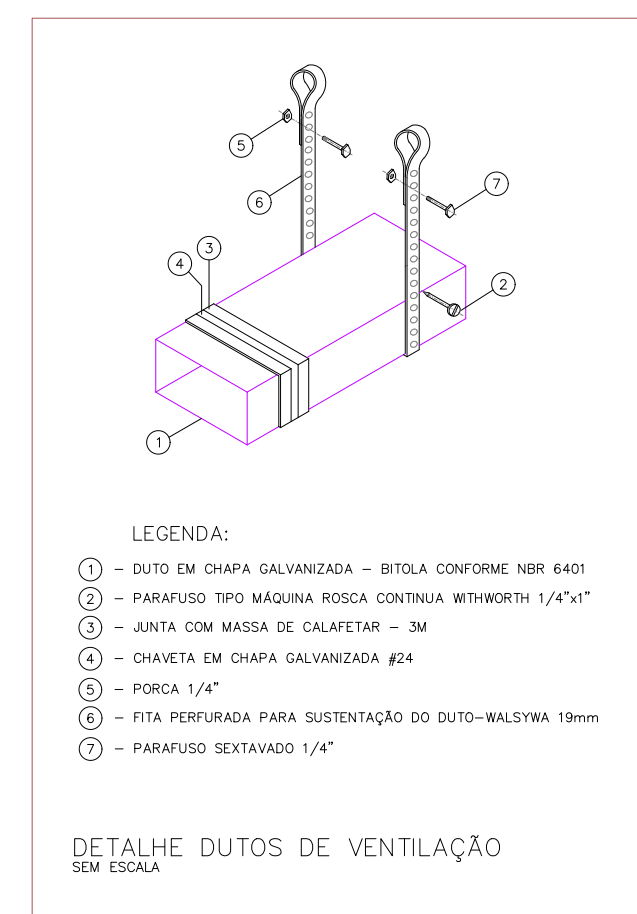 5
6
7
3
4
2
1
LEGENDA:
1 – DUTO EM CHAPA GALVANIZADA – BITOLA CONFORME NBR 6401
2 – PARAFUSO TIPO MÁQUINA ROSCA CONTINUA WITHWORTH 1/4"x1"
3 – JUNTA COM MASSA DE CALAFETAR – 3M
4 – CHAVETA EM CHAPA GALVANIZADA #24
5 – PORCA 1/4"
6 – FITA PERFURADA PARA SUSTENTAÇÃO DO DUTO–WALSYWA 19mm
7 – PARAFUSO SEXTAVADO 1/4"
DETALHE DUTOS DE VENTILAÇÃO
SEM ESCALA